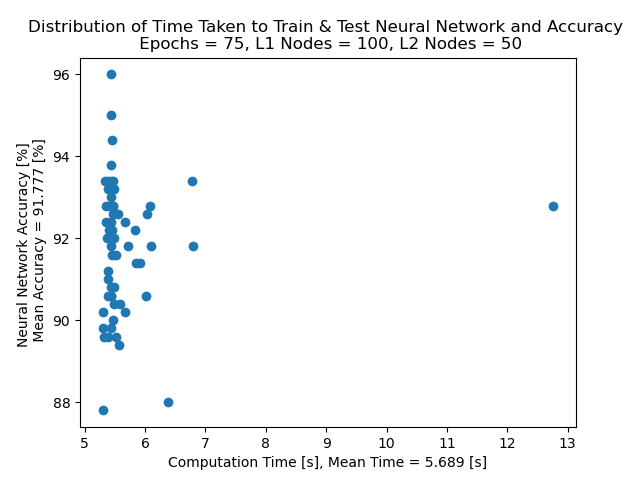 Distribution of Time Taken to Train & Test Neural Network and Accuracy
Epochs = 75, L1 Nodes = 100, L2 Nodes = 50
Neural Network Accuracy [%]
Mean Accuracy = 91.777 [%]
96
94
92
90
88
5 6 7 8 9 10 11 12 13
Computation Time [s], Mean Time = 5.689 [s]